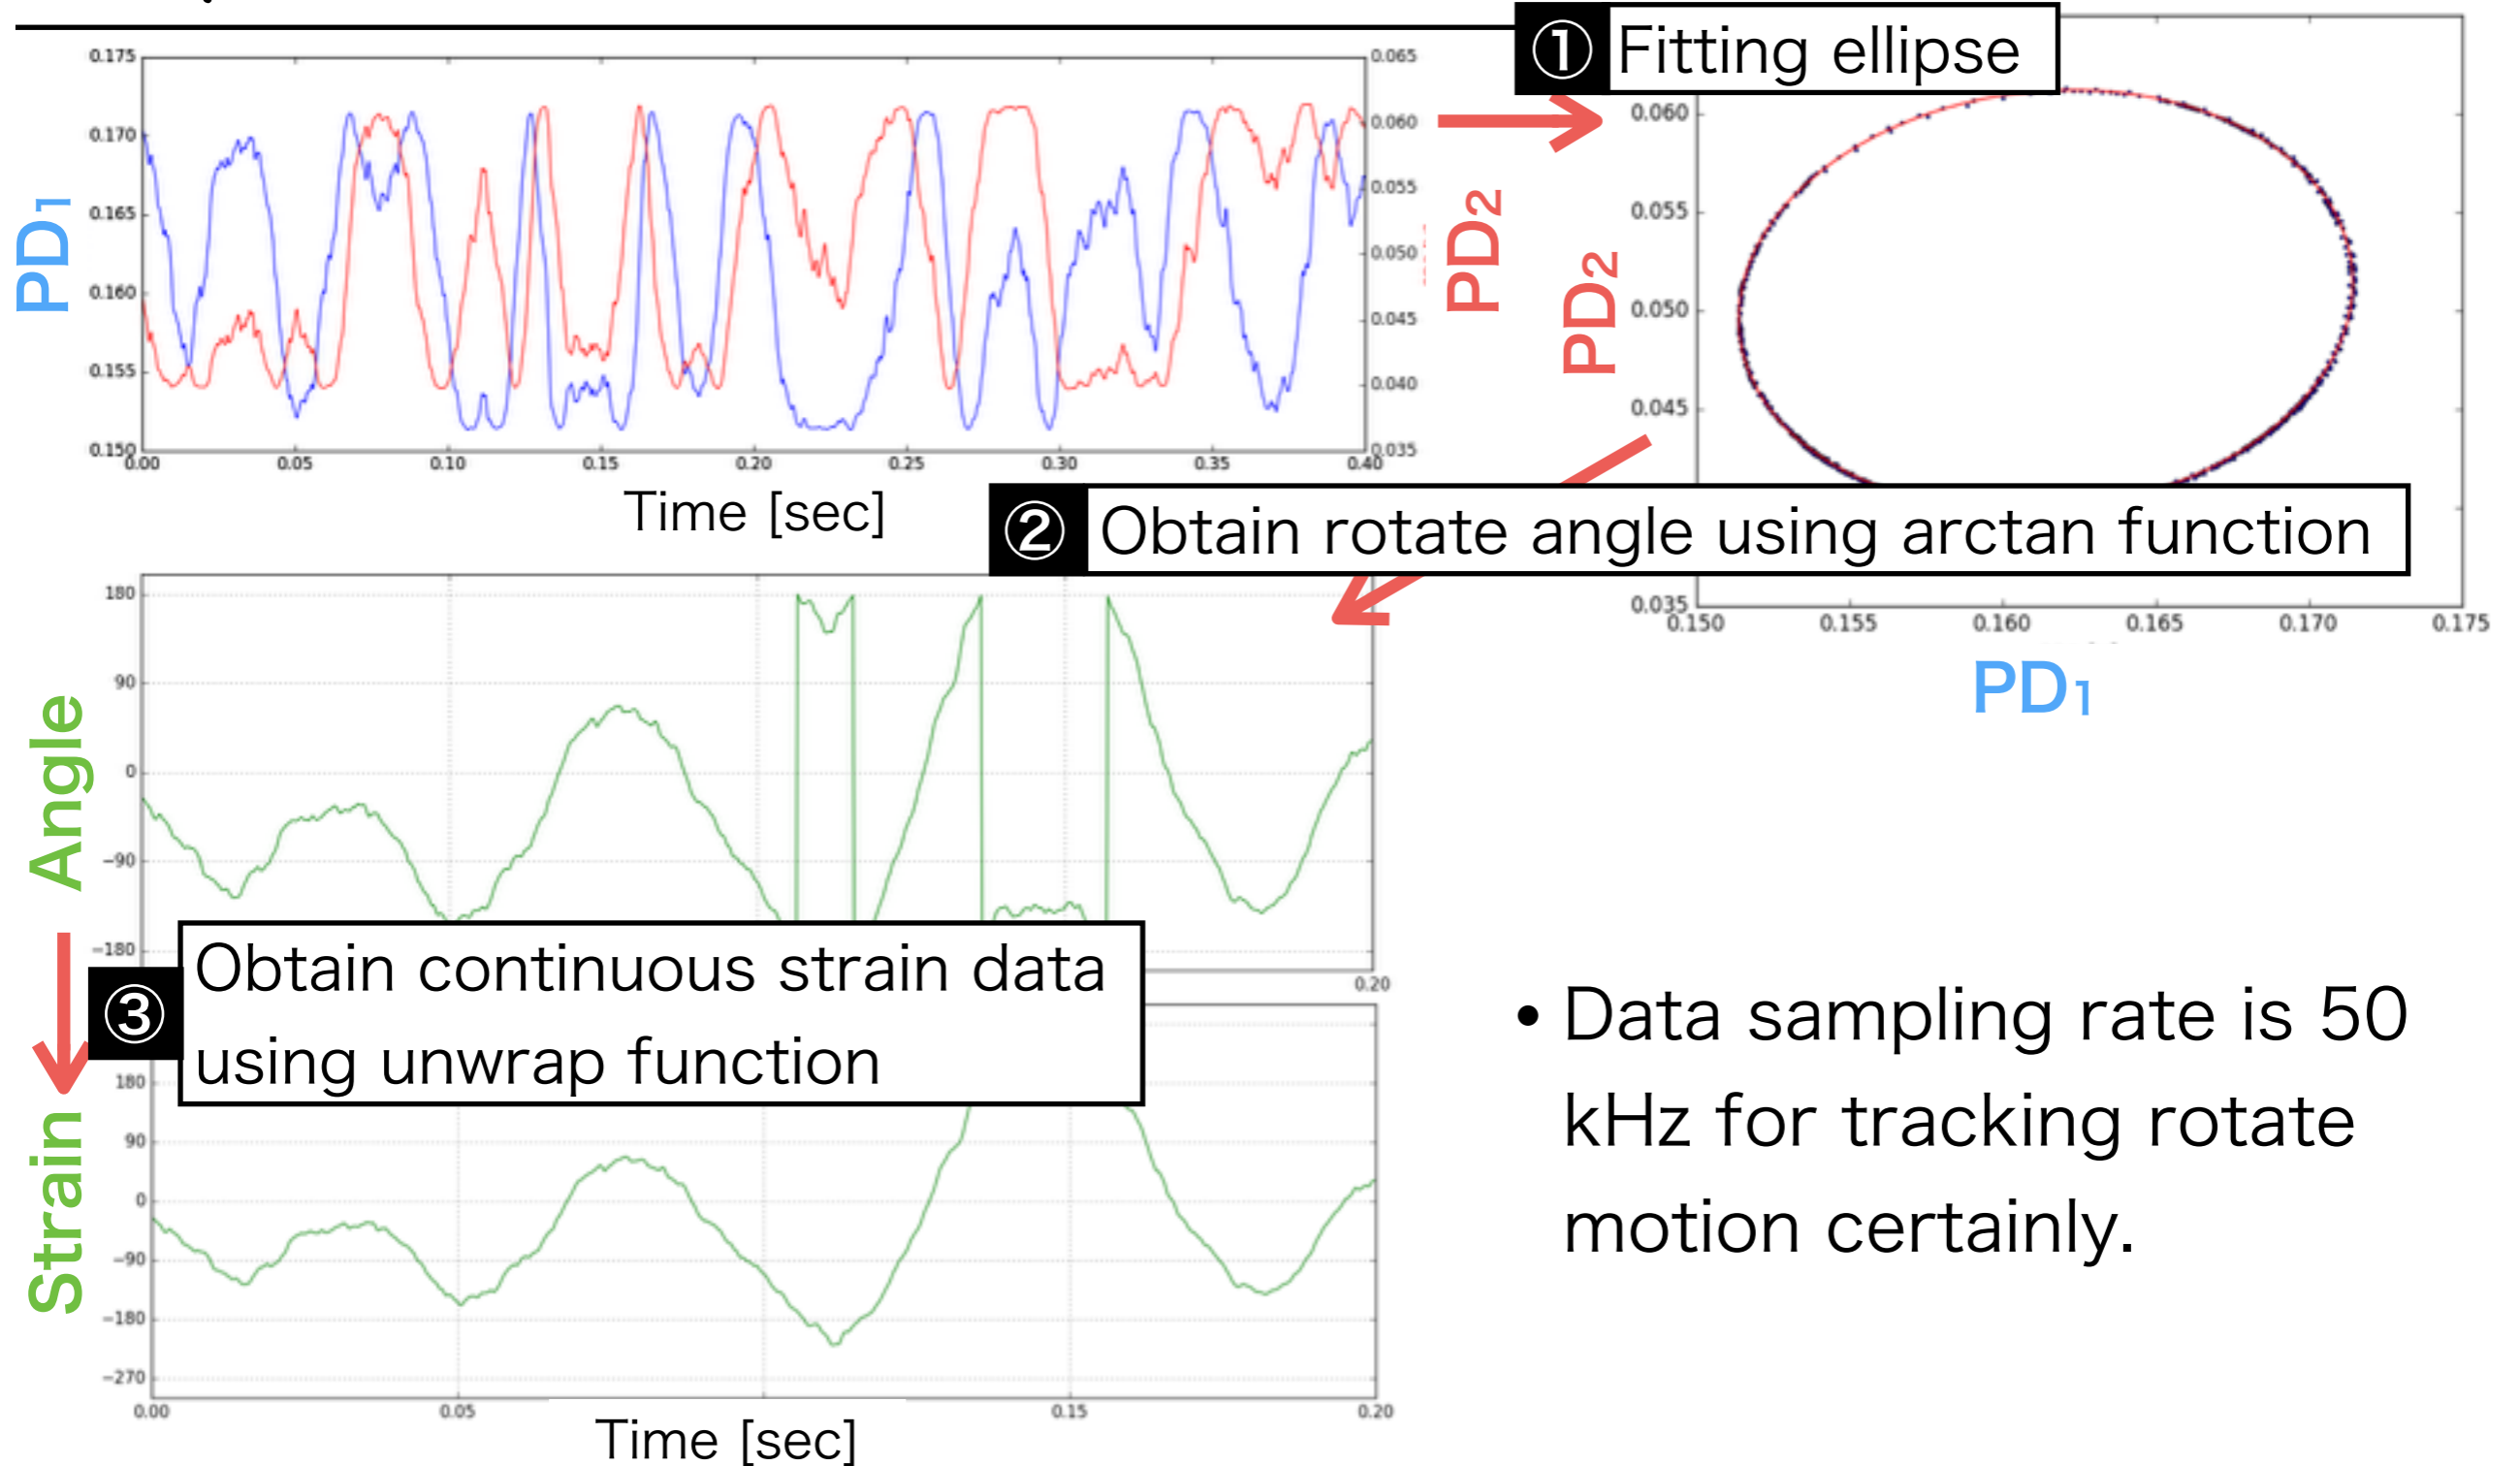 ① Fitting ellipse
0.175
0.170
0.165
0.160
0.155
0.150
PD1
0.065
0.060
0.055
0.050
0.045
0.040
0.035
PD2
0.00 0.05 0.10 0.15 0.20 0.25 0.30 0.35 0.40
Time [sec]
PD2
0.060
0.055
0.050
0.045
0.035
0.150 0.155 0.160 0.165 0.170 0.175
PD1
② Obtain rotate angle using arctan function
Angle
180
90
0
−90
−180
0.20
③ Obtain continuous strain data
using unwrap function
Strain
180
90
0
−90
−180
−270
0.00 0.05 0.15 0.20
Time [sec]
• Data sampling rate is 50
kHz for tracking rotate
motion certainly.